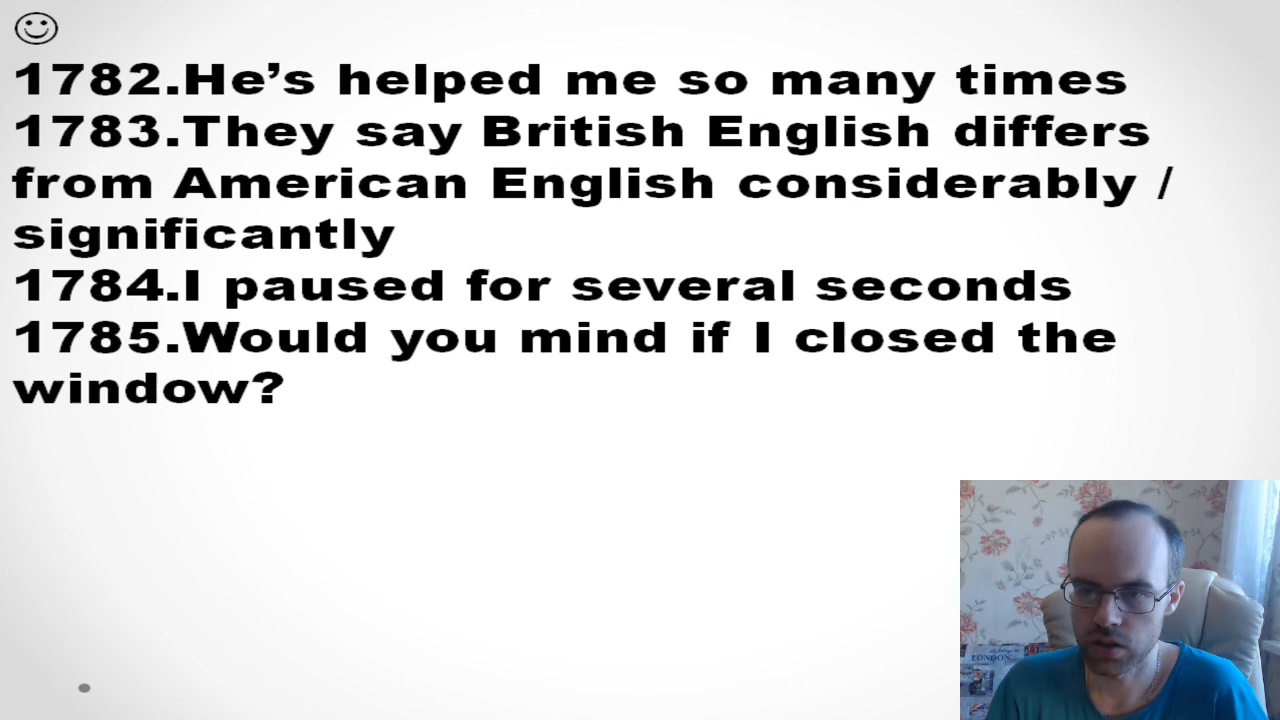 1782.He’s helped me so many times
1783.They say British English differs
from American English considerably /
significantly
1784.I paused for several seconds
1785.Would you mind if I closed the
window?
LONDON